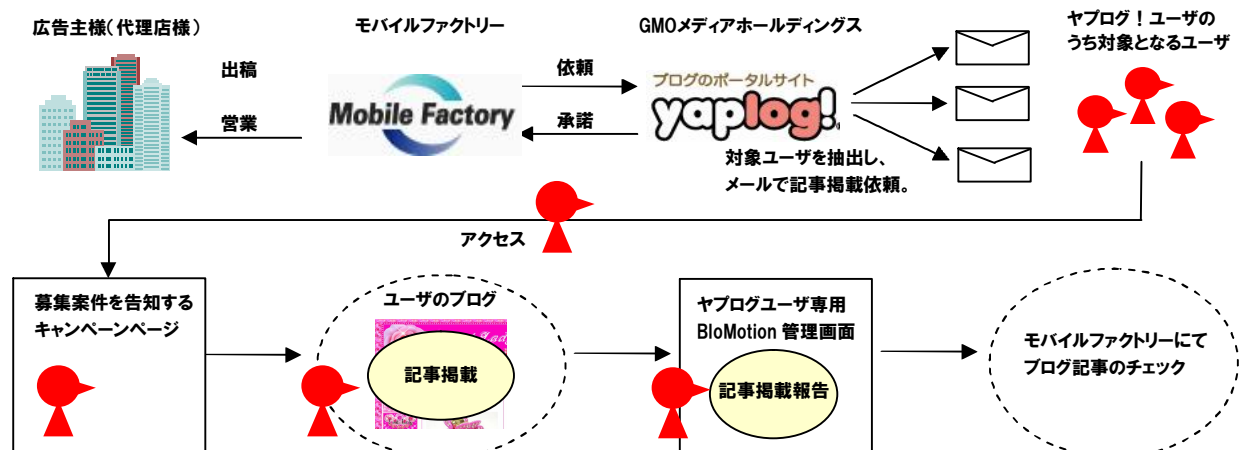 広告主様(代理店様)
モバイルファクトリー
GMOメディアホールディングス
ヤプログ！ユーザの
うち対象となるユーザ
出稿
営業
Mobile Factory
依頼
承諾
ブログのポータルサイト
yaplog!
対象ユーザを抽出し、
メールで記事掲載依頼。
アクセス
募集案件を告知する
キャンペーンページ
ユーザのブログ
記事掲載
ヤプログユーザ専用
BloMotion 管理画面
記事掲載報告
モバイルファクトリーにて
ブログ記事のチェック